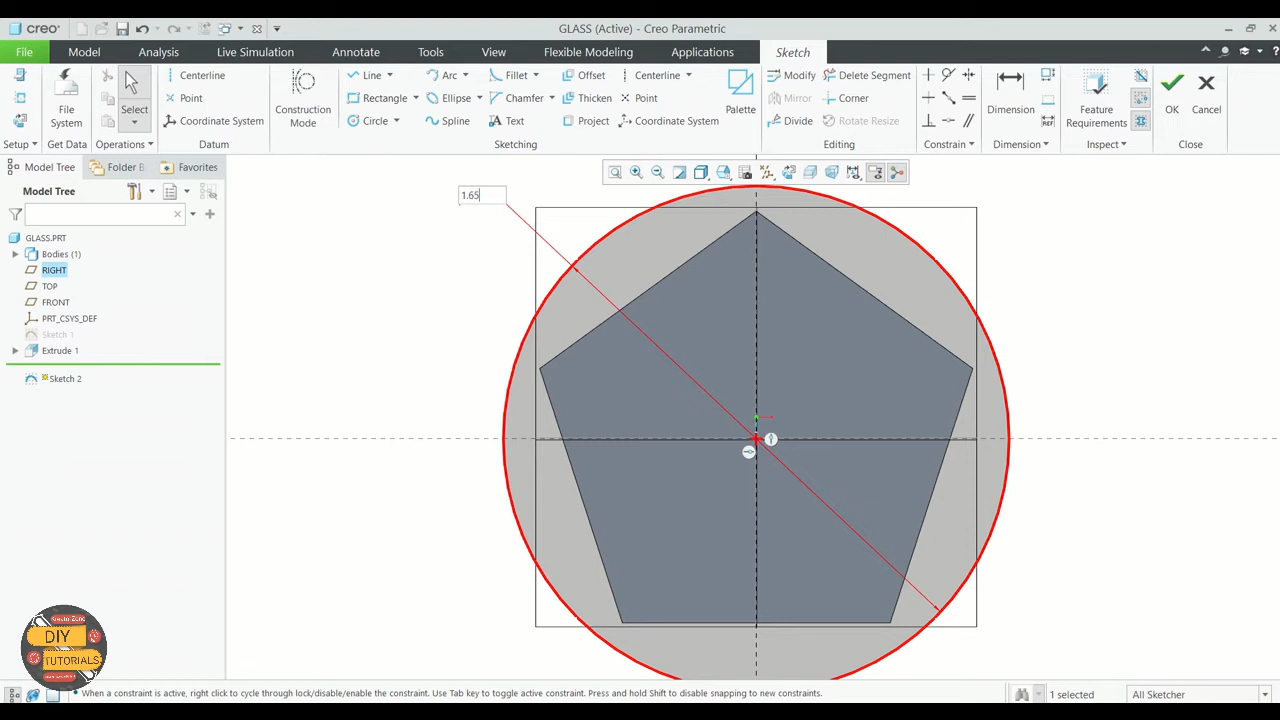 creo
GLASS (Active) - Creo Parametric
File Model Analysis Live Simulation Annotate Tools View Flexible Modeling Applications Sketch
Centerline Line Arc Fillet Offset Centerline Modify Delete Segment
Point Rectangle Ellipse Chamfer Thicken Point Mirror Corner
Coordinate System Circle Spline Text Project Coordinate System Divide Rotate Resize
File System
Select
Construction Mode
Palette
Dimension
REF
Feature Requirements
OK
Cancel
Setup Get Data Operations Datum Sketching Editing Constrain Dimension Inspect Close
Model Tree Folder B Favorites
Model Tree
GLASS.PRT
Bodies (1)
RIGHT
TOP
FRONT
PRT_CSYS_DEF
Sketch 1
Extrude 1
Sketch 2
1.65
DIY
TUTORIALS
When a constraint is active, right click to cycle through lock/disable/enable the constraint. Use Tab key to toggle active constraint. Press and hold Shift to disable snapping to new constraints.
1 selected
All Sketcher